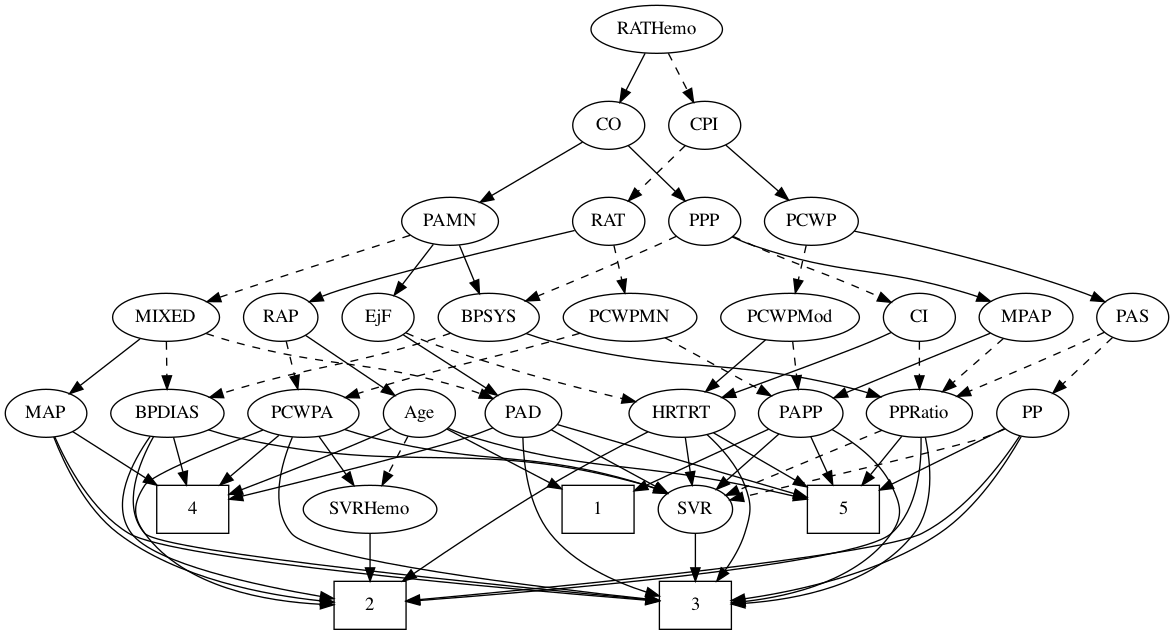 RATHemo
CO CPI
PAMN RAT PPP PCWP
MIXED RAP EjF BPSYS PCWPMN PCWPMod CI MPAP PAS
MAP BPDIAS PCWPA Age PAD HRTRT PAPP PPRatio PP
4 SVRHemo 1 SVR 5
2 3